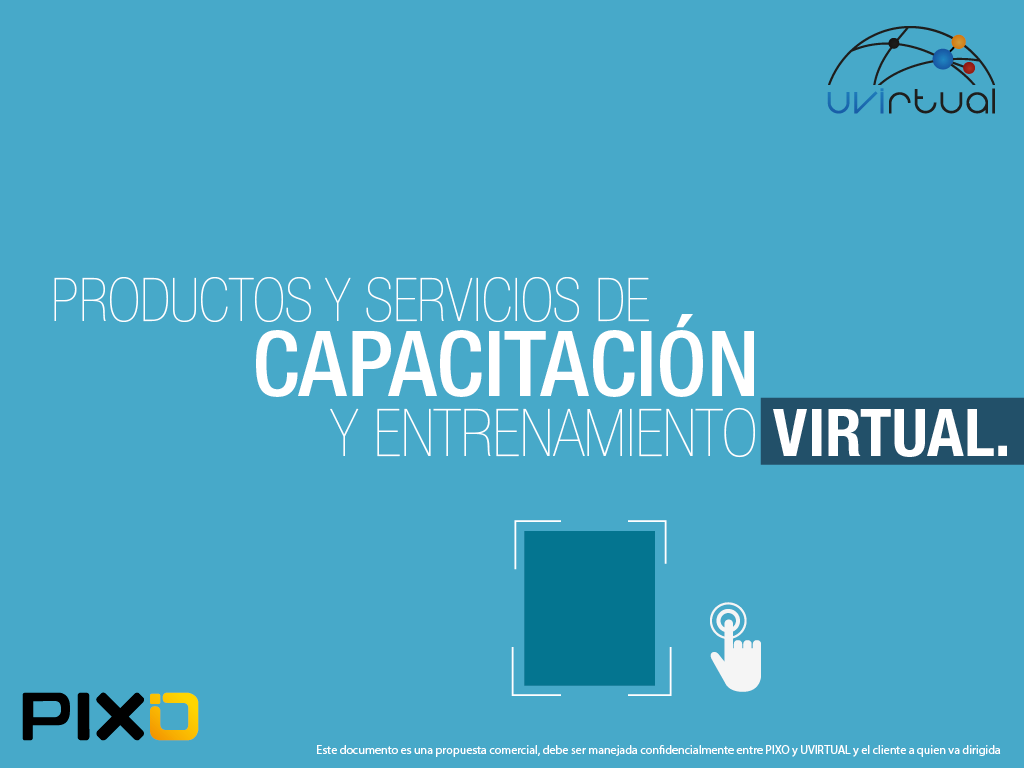 uvirtual
PRODUCTOS Y SERVICIOS DE
CAPACITACIÓN
Y ENTRENAMIENTO VIRTUAL.
PIXO
Este documento es una propuesta comercial, debe ser manejada confidencialmente entre PIXO y UVIRTUAL y el cliente a quien va dirigida